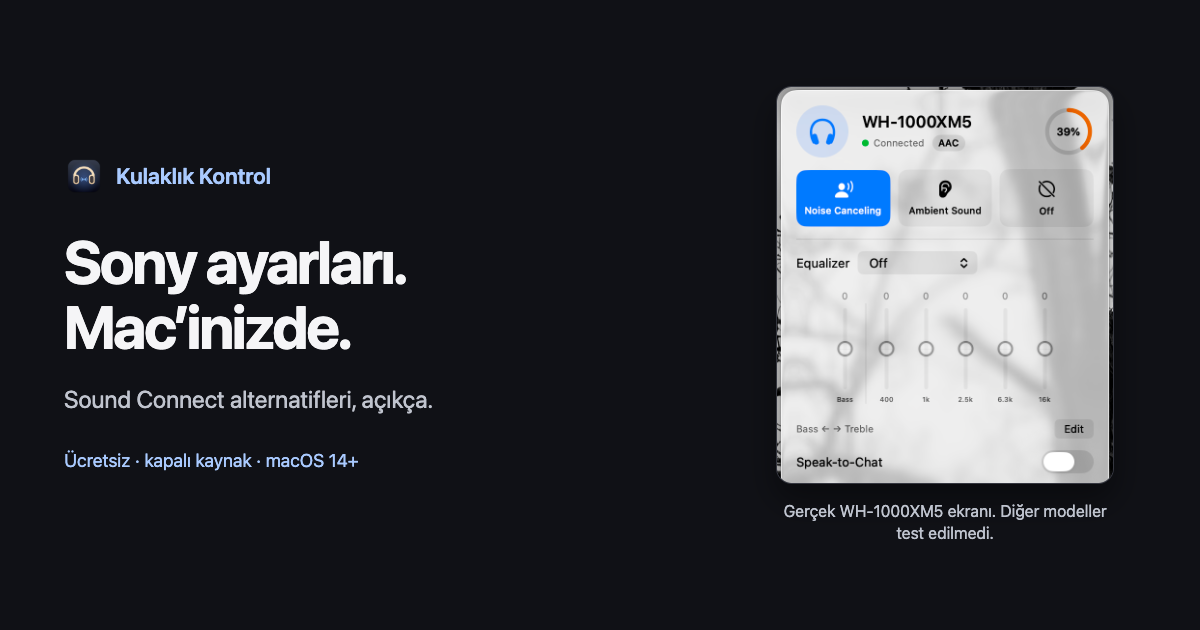 Kulaklık Kontrol
Sony ayarları.
Mac’inizde.
Sound Connect alternatifleri, açıkça.
Ücretsiz · kapalı kaynak · macOS 14+
WH-1000XM5
Connected AAC
39%
Noise Canceling
Ambient Sound
Off
Equalizer Off
0 0 0 0 0 0
Bass 400 1k 2.5k 6.3k 16k
Bass ← → Treble
Edit
Speak-to-Chat
Gerçek WH-1000XM5 ekranı. Diğer modeller
test edilmedi.